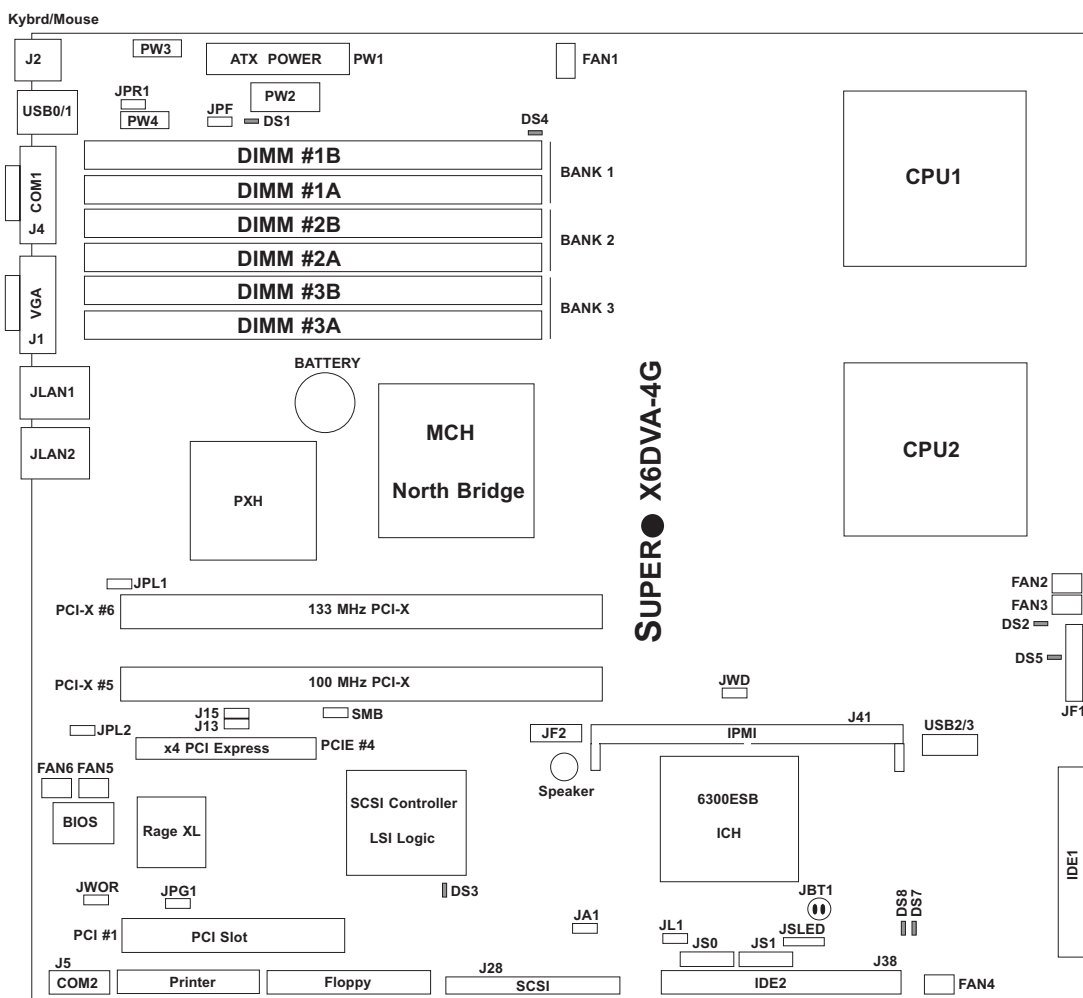 Kybrd/Mouse
J2
PW3
ATX POWER
PW1
FAN1
USB0/1
JPR1
PW4
JPF
PW2
DS1
DS4
COM1
J4
DIMM #1B
DIMM #1A
BANK 1
DIMM #2B
DIMM #2A
BANK 2
DIMM #3B
DIMM #3A
BANK 3
CPU1
VGA
J1
JLAN1
JLAN2
BATTERY
MCH
North Bridge
PXH
SUPER X6DVA-4G
CPU2
JPL1
PCI-X #6
133 MHz PCI-X
FAN2
FAN3
DS2
DS5
JF1
PCI-X #5
100 MHz PCI-X
JWD
J15
J13
SMB
JPL2
x4 PCI Express
PCIE #4
JF2
J41
IPMI
USB2/3
Speaker
FAN6 FAN5
BIOS
Rage XL
SCSI Controller
LSI Logic
6300ESB
ICH
IDE1
DS3
JWOR
JPG1
JBT1
DS8
DS7
JA1
JL1
JSLED
JS0
JS1
PCI #1
PCI Slot
J5
COM2
Printer
Floppy
J28
SCSI
J38
IDE2
FAN4